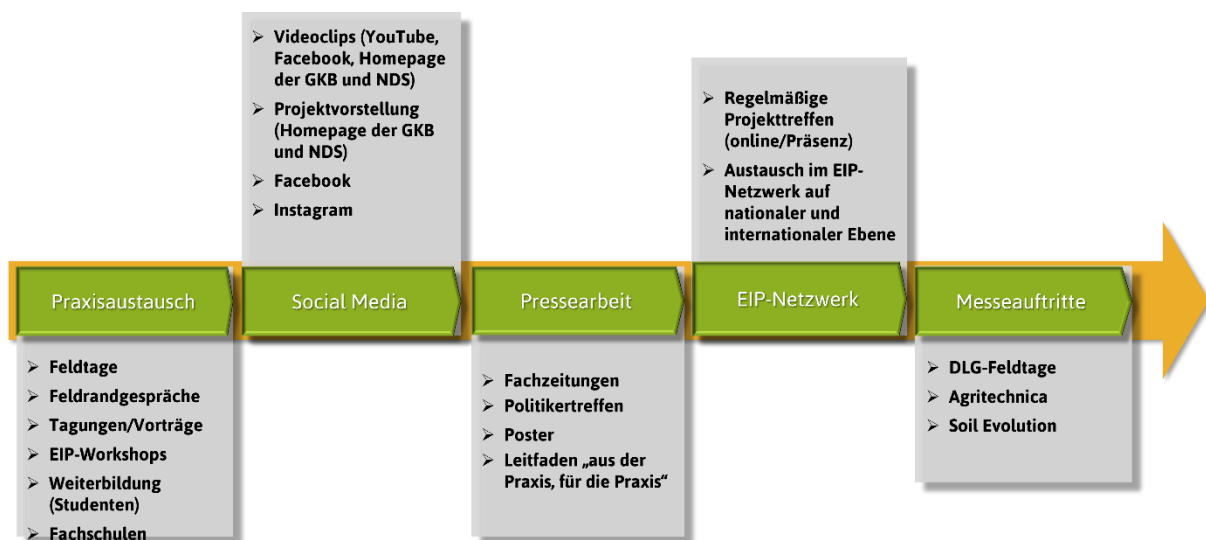 Praxisaustausch
➢ Feldtage
➢ Feldrandgespräche
➢ Tagungen/Vorträge
➢ EIP-Workshops
➢ Weiterbildung
(Studenten)
➢ Fachschulen
➢ Videoclips (YouTube,
Facebook, Homepage
der GKB und NDS)
➢ Projektvorstellung
(Homepage der GKB
und NDS)
➢ Facebook
➢ Instagram
Social Media
Pressearbeit
➢ Fachzeitungen
➢ Politikertreffen
➢ Poster
➢ Leitfaden „aus der
Praxis, für die Praxis“
➢ Regelmäßige
Projekttreffen
(online/Präsenz)
➢ Austausch im EIP-
Netzwerk auf
nationaler und
internationaler Ebene
EIP-Netzwerk
Messeauftritte
➢ DLG-Feldtage
➢ Agritechnica
➢ Soil Evolution